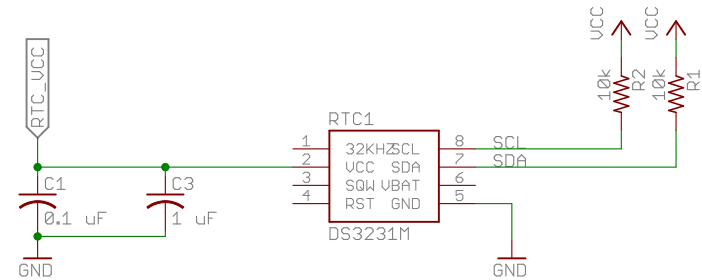 VCC VCC
RTC_VCC
10k R2 10k R1
RTC1
1 32KHZ SCL 8 SCL
2 VCC SDA 7 SDA
3 SQW VBAT 6
4 RST GND 5
C1 C3
0.1 uF 1 uF
DS3231M
GND GND